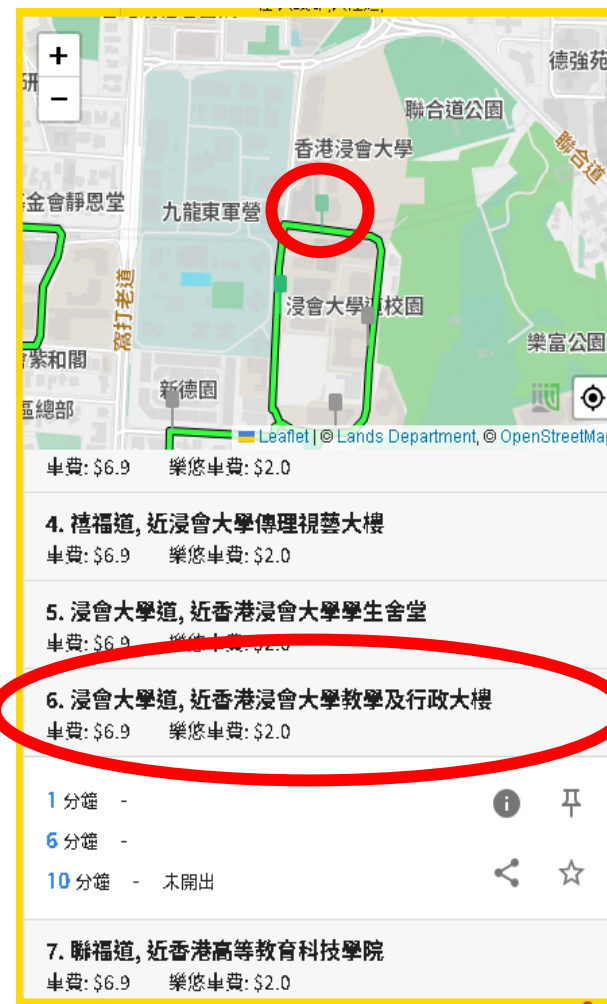 +
−
德強苑
研
聯合道公園
香港浸會大學
聯合道
金會靜恩堂
九龍東軍營
窩打老道
浸會大學道校園
樂富公園
紫和閣
新德園
區總部
Leaflet | © Lands Department, © OpenStreetMap
車費: $6.9 樂悠車費: $2.0
4. 禧福道, 近浸會大學傳理視藝大樓
車費: $6.9 樂悠車費: $2.0
5. 浸會大學道, 近香港浸會大學學生舍堂
車費: $6.9 樂悠車費: $2.0
6. 浸會大學道, 近香港浸會大學教學及行政大樓
車費: $6.9 樂悠車費: $2.0
1 分鐘 -
6 分鐘 -
10 分鐘 - 未開出
7. 聯福道, 近香港高等教育科技學院
車費: $6.9 樂悠車費: $2.0